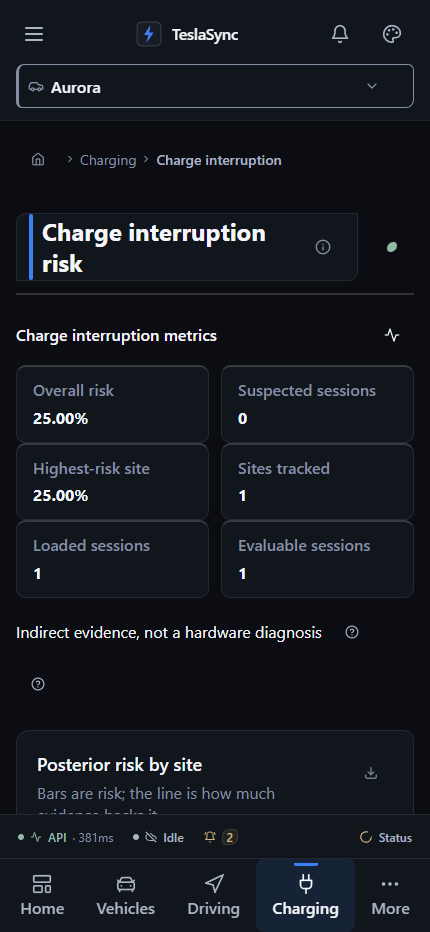 TeslaSync
Aurora
Charging
Charge interruption
Charge interruption
risk
Charge interruption metrics
Overall risk
25.00%
Suspected sessions
0
Highest-risk site
25.00%
Sites tracked
1
Loaded sessions
1
Evaluable sessions
1
Indirect evidence, not a hardware diagnosis
Posterior risk by site
Bars are risk; the line is how much
evidence backs it
API · 381ms
Idle
2
Status
Home
Vehicles
Driving
Charging
More